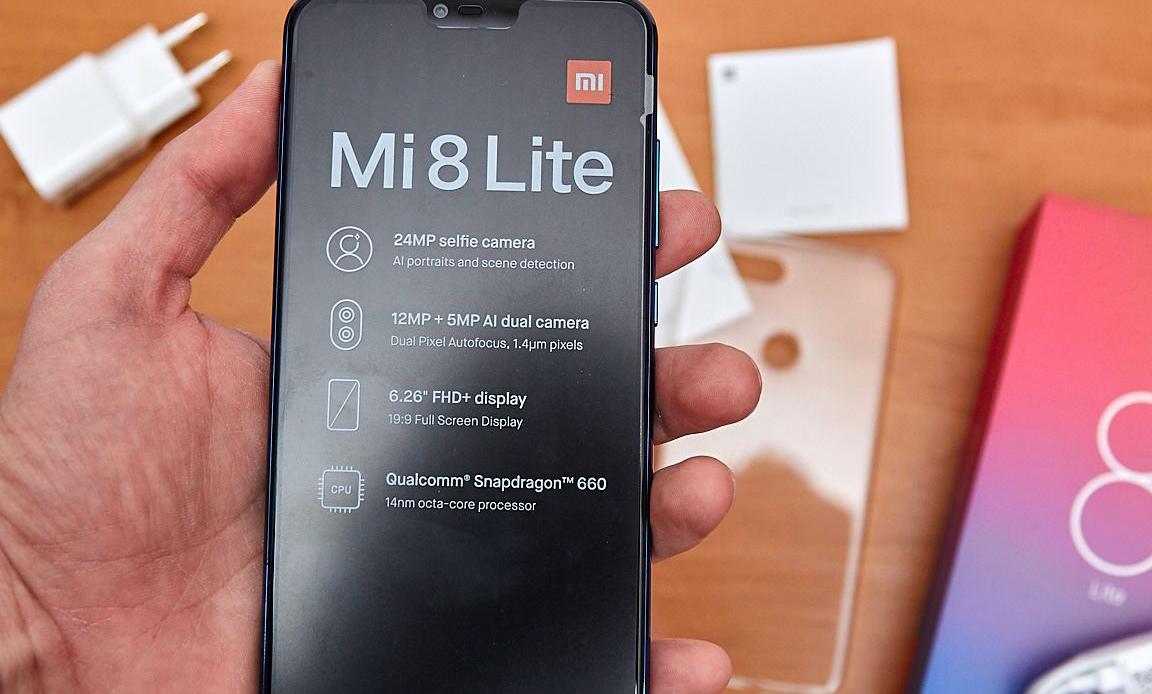 mi
Mi 8 Lite
24MP selfie camera
AI portraits and scene detection
12MP + 5MP AI dual camera
Dual Pixel Autofocus, 1.4μm pixels
6.26" FHD+ display
19:9 Full Screen Display
CPU
Qualcomm® Snapdragon™ 660
14nm octa-core processor
8
Lite